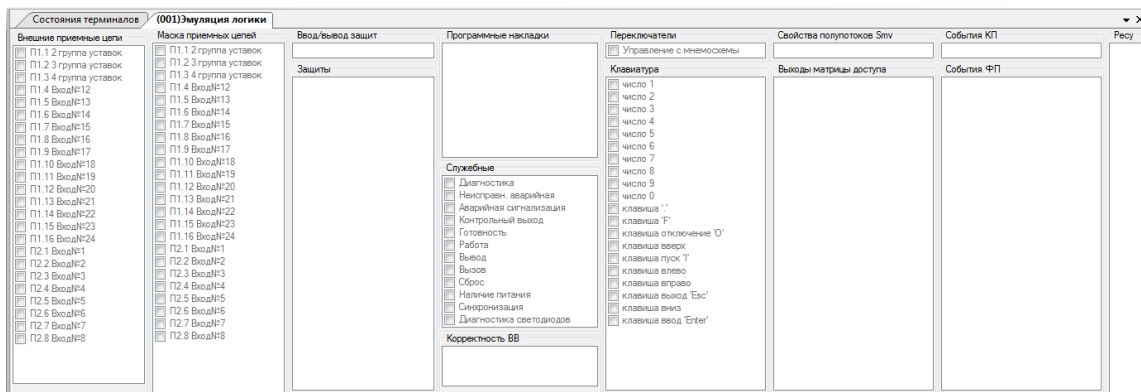 Состояния терминалов
(001)Эмуляция логики
Внешние приемные цепи
П1.1 2 группа уставок
П1.2 3 группа уставок
П1.3 4 группа уставок
П1.4 Вход№12
П1.5 Вход№13
П1.6 Вход№14
П1.7 Вход№15
П1.8 Вход№16
П1.9 Вход№17
П1.10 Вход№18
П1.11 Вход№19
П1.12 Вход№20
П1.13 Вход№21
П1.14 Вход№22
П1.15 Вход№23
П1.16 Вход№24
П2.1 Вход№1
П2.2 Вход№2
П2.3 Вход№3
П2.4 Вход№4
П2.5 Вход№5
П2.6 Вход№6
П2.7 Вход№7
П2.8 Вход№8
Маска приемных цепей
П1.1 2 группа уставок
П1.2 3 группа уставок
П1.3 4 группа уставок
П1.4 Вход№12
П1.5 Вход№13
П1.6 Вход№14
П1.7 Вход№15
П1.8 Вход№16
П1.9 Вход№17
П1.10 Вход№18
П1.11 Вход№19
П1.12 Вход№20
П1.13 Вход№21
П1.14 Вход№22
П1.15 Вход№23
П1.16 Вход№24
П2.1 Вход№1
П2.2 Вход№2
П2.3 Вход№3
П2.4 Вход№4
П2.5 Вход№5
П2.6 Вход№6
П2.7 Вход№7
П2.8 Вход№8
Ввод/вывод защит
Защиты
Программные накладки
Служебные
Диагностика
Неисправн. аварийная
Аварийная сигнализация
Контрольный выход
Готовность
Работа
Вывод
Вызов
Сброс
Наличие питания
Синхронизация
Диагностика светодиодов
Корректность ВВ
Переключатели
Управление с мнемосхемы
Клавиатура
число 1
число 2
число 3
число 4
число 5
число 6
число 7
число 8
число 9
число 0
клавиша '.'
клавиша 'F'
клавиша отключение 'O'
клавиша вверх
клавиша пуск 'I'
клавиша влево
клавиша вправо
клавиша выход 'Esc'
клавиша вниз
клавиша ввод 'Enter'
Свойства полупотоков Smv
Выходы матрицы доступа
События КП
События ФП
Ресу